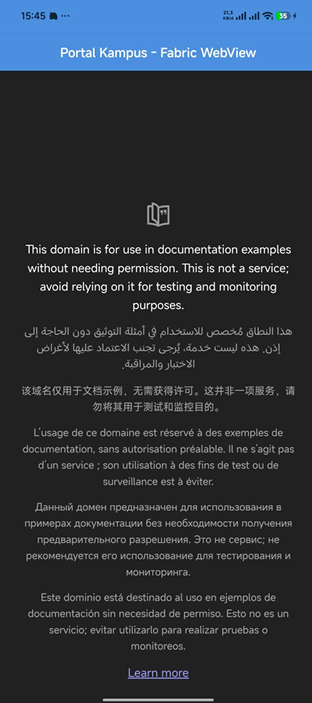 15:45
21,3
KB/s
35
Portal Kampus - Fabric WebView
This domain is for use in documentation examples
without needing permission. This is not a service;
avoid relying on it for testing and monitoring
purposes.
هذا النطاق مُخصص للاستخدام في أمثلة التوثيق دون الحاجة إلى
إذن. هذه ليست خدمة، يُرجى تجنب الاعتماد عليها لأغراض
الاختبار والمراقبة.
该域名仅用于文档示例，无需获得许可。这并非一项服务，请
勿将其用于测试和监控目的。
L'usage de ce domaine est réservé à des exemples de
documentation, sans autorisation préalable. Il ne s'agit pas
d'un service ; son utilisation à des fins de test ou de
surveillance est à éviter.
Данный домен предназначен для использования в
примерах документации без необходимости получения
предварительного разрешения. Это не сервис; не
рекомендуется его использование для тестирования и
мониторинга.
Este dominio está destinado al uso en ejemplos de
documentación sin necesidad de permiso. Esto no es un
servicio; evitar utilizarlo para realizar pruebas o
monitoreos.
Learn more